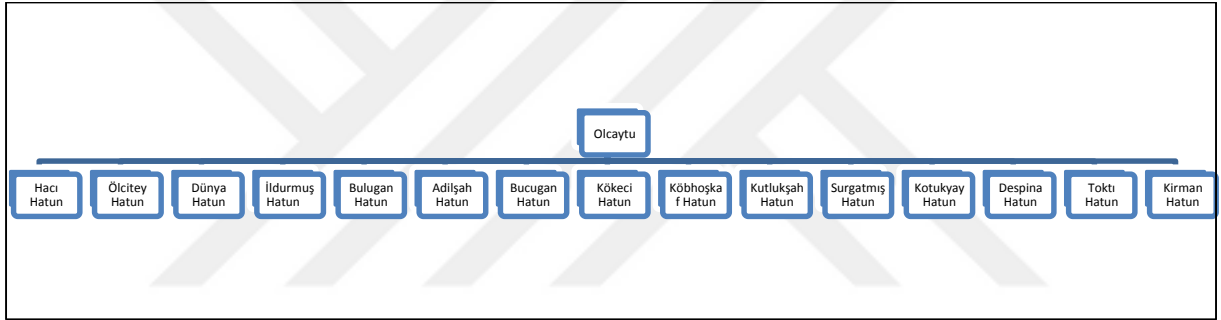 Olcaytu
Hacı
Hatun
Ölcitey
Hatun
Dünya
Hatun
İldurmuş
Hatun
Bulugan
Hatun
Adilşah
Hatun
Bucugan
Hatun
Kökeci
Hatun
Köbhoşka
f Hatun
Kutlukşah
Hatun
Surgatmış
Hatun
Kotukyay
Hatun
Despina
Hatun
Toktı
Hatun
Kirman
Hatun